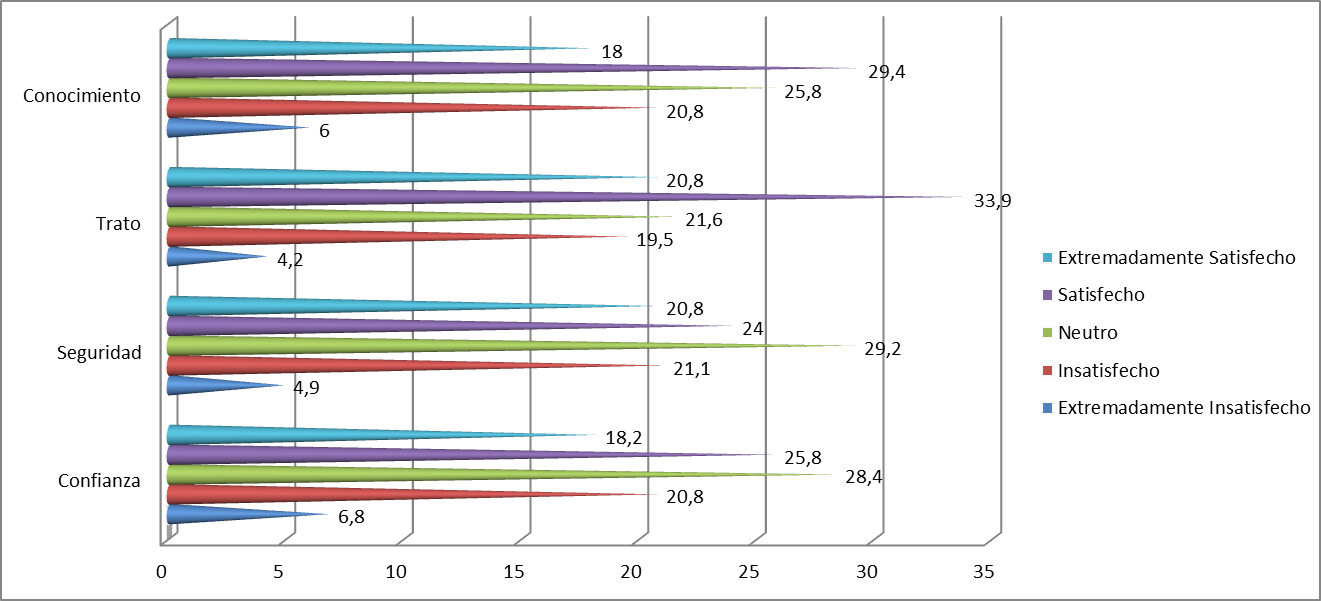 Conocimiento
18
29,4
25,8
20,8
6
Trato
20,8
33,9
21,6
19,5
4,2
Seguridad
20,8
24
29,2
21,1
4,9
Confianza
18,2
25,8
28,4
20,8
6,8
0 5 10 15 20 25 30 35
Extremadamente Satisfecho
Satisfecho
Neutro
Insatisfecho
Extremadamente Insatisfecho